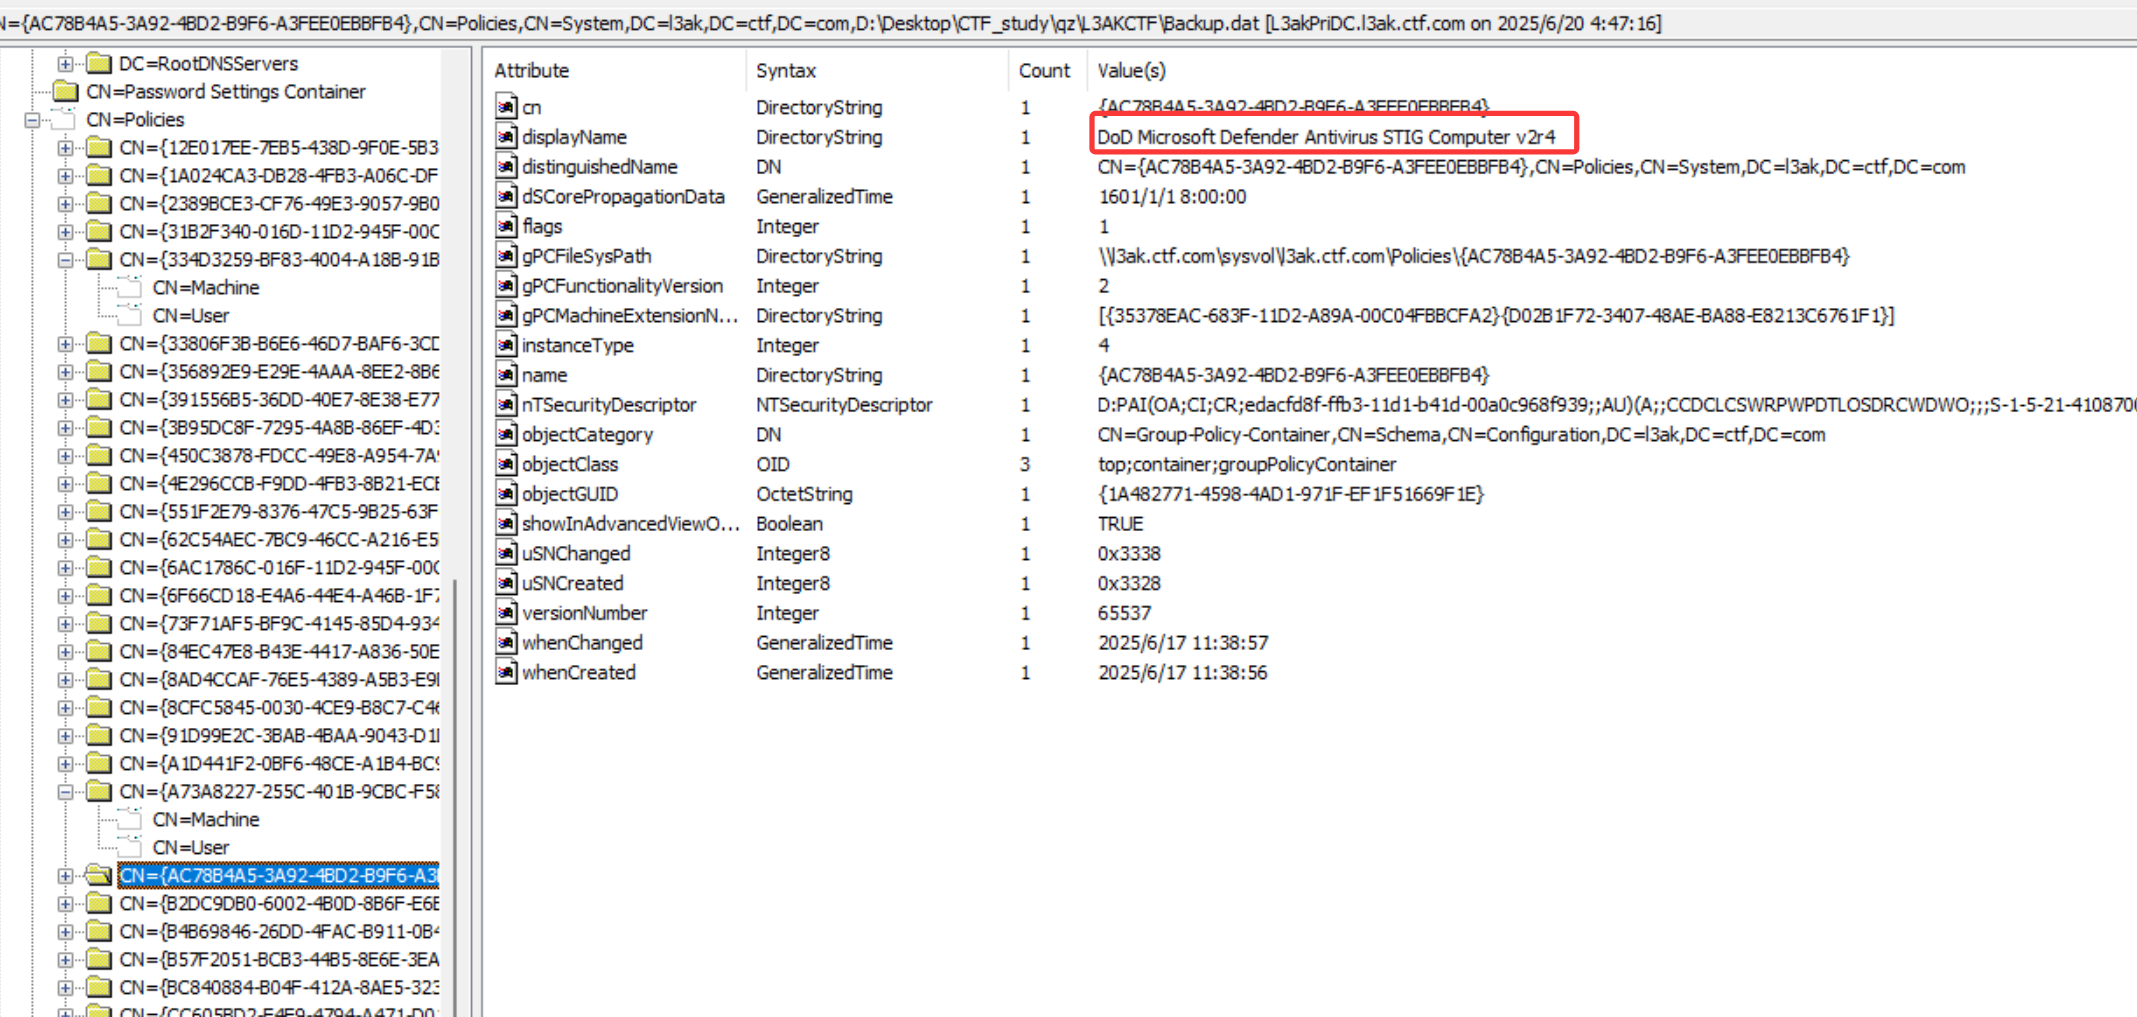 N={AC78B4A5-3A92-4BD2-B9F6-A3FEE0EBBFB4},CN=Policies,CN=System,DC=l3ak,DC=ctf,DC=com,D:\Desktop\CTF_study\qz\L3AKCTF\Backup.dat [L3akPriDC.l3ak.ctf.com on 2025/6/20 4:47:16]
DC=RootDNSServers
CN=Password Settings Container
CN=Policies
CN={12E017EE-7EB5-438D-9F0E-5B3
CN={1A024CA3-DB28-4FB3-A06C-DF
CN={2389BCE3-CF76-49E3-9057-9B0
CN={31B2F340-016D-11D2-945F-00C
CN={334D3259-BF83-4004-A18B-91B
CN=Machine
CN=User
CN={33806F3B-B6E6-46D7-BAF6-3CD
CN={356892E9-E29E-4AAA-8EE2-8B6
CN={391556B5-36DD-40E7-8E38-E77
CN={3B95DC8F-7295-4A8B-86EF-4D3
CN={450C3878-FDCC-49E8-A954-7A
CN={4E296CCB-F9DD-4FB3-8B21-ECE
CN={551F2E79-8376-47C5-9B25-63F
CN={62C54AEC-7BC9-46CC-A216-E5
CN={6AC1786C-016F-11D2-945F-00C
CN={6F66CD18-E4A6-44E4-A46B-1F7
CN={73F71AF5-BF9C-4145-85D4-934
CN={84EC47E8-B43E-4417-A836-50E
CN={8AD4CCAF-76E5-4389-A5B3-E9
CN={8CFC5845-0030-4CE9-B8C7-C4
CN={91D99E2C-3BAB-4BAA-9043-D1
CN={A1D441F2-0BF6-48CE-A1B4-BC9
CN={A73A8227-255C-401B-9CBC-F58
CN=Machine
CN=User
CN={AC78B4A5-3A92-4BD2-B9F6-A3
CN={B2DC9DB0-6002-4B0D-8B6F-E6E
CN={B4B69846-26DD-4FAC-B911-0B4
CN={B57F2051-BCB3-44B5-8E6E-3EA
CN={BC840884-B04F-412A-8AE5-323
CN={CC605BD2-F4E9-4794-A471-D0
Attribute Syntax Count Value(s)
cn DirectoryString 1 {AC78B4A5-3A92-4BD2-B9F6-A3FEE0EBBFB4}
displayName DirectoryString 1 DoD Microsoft Defender Antivirus STIG Computer v2r4
distinguishedName DN 1 CN={AC78B4A5-3A92-4BD2-B9F6-A3FEE0EBBFB4},CN=Policies,CN=System,DC=l3ak,DC=ctf,DC=com
dSCorePropagationData GeneralizedTime 1 1601/1/1 8:00:00
flags Integer 1 1
gPCFileSysPath DirectoryString 1 \\l3ak.ctf.com\sysvol\l3ak.ctf.com\Policies\{AC78B4A5-3A92-4BD2-B9F6-A3FEE0EBBFB4}
gPCFunctionalityVersion Integer 1 2
gPCMachineExtensionN... DirectoryString 1 [{35378EAC-683F-11D2-A89A-00C04FBBCFA2}{D02B1F72-3407-48AE-BA88-E8213C6761F1}]
instanceType Integer 1 4
name DirectoryString 1 {AC78B4A5-3A92-4BD2-B9F6-A3FEE0EBBFB4}
nTSecurityDescriptor NTSecurityDescriptor 1 D:PAI(OA;CI;CR;edacfd8f-ffb3-11d1-b41d-00a0c968f939;;AU)(A;;CCDCLCSWRPWPDTLOSDRCWDWO;;;S-1-5-21-410870
objectCategory DN 1 CN=Group-Policy-Container,CN=Schema,CN=Configuration,DC=l3ak,DC=ctf,DC=com
objectClass OID 3 top;container;groupPolicyContainer
objectGUID OctetString 1 {1A482771-4598-4AD1-971F-EF1F51669F1E}
showInAdvancedViewO... Boolean 1 TRUE
uSNChanged Integer8 1 0x3338
uSNCreated Integer8 1 0x3328
versionNumber Integer 1 65537
whenChanged GeneralizedTime 1 2025/6/17 11:38:57
whenCreated GeneralizedTime 1 2025/6/17 11:38:56